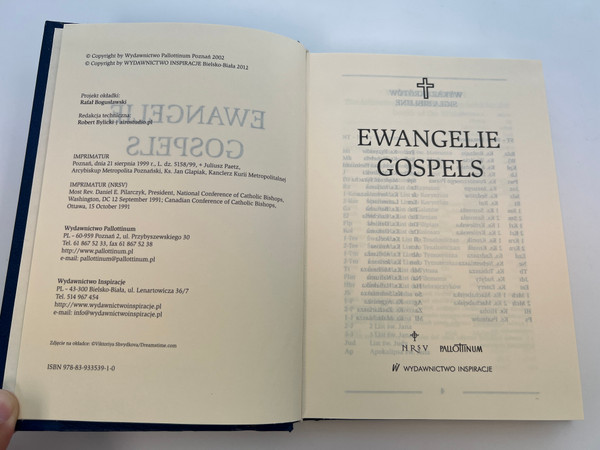 © Copyright by Wydawnictwo Pallottinum Poznań 2002
© Copyright by WYDAWNICTWO INSPIRACJE Bielsko-Biała 2012
Projekt okładki:
Rafał Bogusławski
Redakcja techniczna
Robert Bylicki
IMPRIMATUR
Poznań, dnia 21 sierpnia 1999 r., L. dz. 5158/99, + Juliusz Paetz,
Arcybiskup Metropolita Poznański, Ks. Jan Glapiak, Kanclerz Kurii Metropolitalnej
IMPRIMATUR (NRSV)
Most Rev. Daniel E. Pilarczyk, President, National Conference of Catholic Bishops,
Washington, DC 12 September 1991; Canadian Conference of Catholic Bishops,
Ottawa, 15 October 1991
Wydawnictwo Pallottinum
PL - 60-959 Poznań 2, ul. Przybyszewskiego 30
Tel. 61 867 52 33, fax 61 867 52 38
http://www.pallottinum.pl
e-mail: pallottinum@pallottinum.pl
Wydawnictwo Inspiracje
PL - 43-300 Bielsko-Biała, ul. Lenartowicza 36/7
Tel. 514 967 454
http://www.wydawnictwoinspiracje.pl
e-mail: info@wydawnictwoinspiracje.pl
Zdjęcie na okładce:
ISBN 978-83-933539-1-0
EWANGELIE
GOSPELS
N R S V PALLOTTINUM
WYDAWNICTWO INSPIRACJE